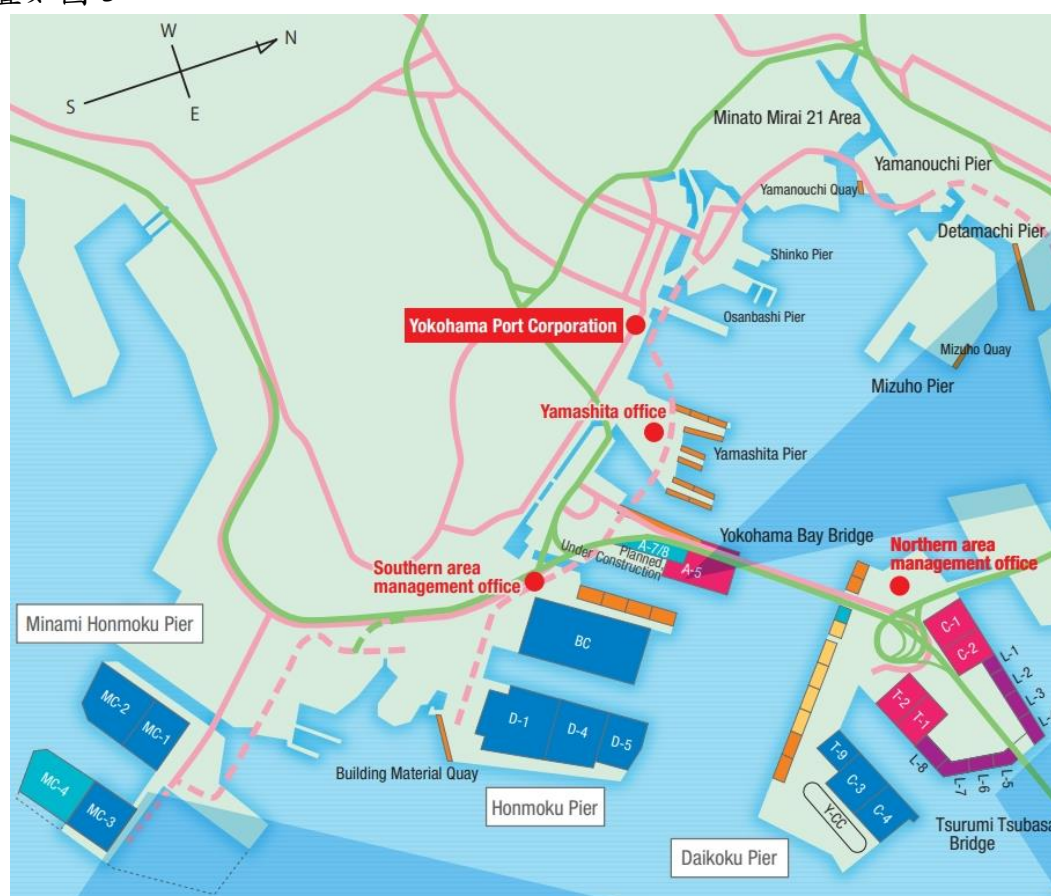 W
N
S
E
Minato Mirai 21 Area
Yamanouchi Pier
Yamanouchi Quay
Detamachi Pier
Shinko Pier
Osanbashi Pier
Yokohama Port Corporation
Mizuho Quay
Mizuho Pier
Yamashita office
Yamashita Pier
Yokohama Bay Bridge
A-7/8
Planned
Under Construction
A-5
Northern area
management office
Southern area
management office
Minami Honmoku Pier
BC
C-1
C-2
L-1
L-2
L-3
MC-2
MC-1
D-1
D-4
D-5
T-2
T-1
L-8
L-7
L-6
L-5
T-9
C-3
C-4
Y-CC
MC-4
MC-3
Building Material Quay
Honmoku Pier
Daikoku Pier
Tsurumi Tsubasa
Bridge